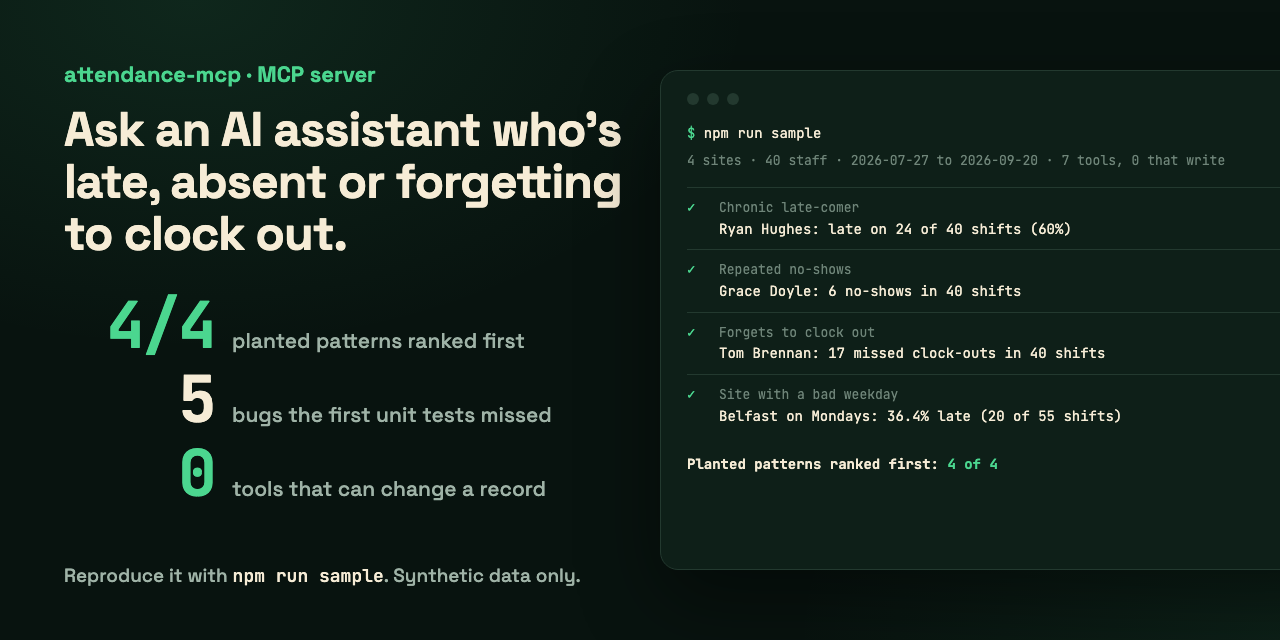 attendance-mcp · MCP server
Ask an AI assistant who’s
late, absent or forgetting
to clock out.
4/4 planted patterns ranked first
5 bugs the first unit tests missed
0 tools that can change a record
Reproduce it with npm run sample. Synthetic data only.
$ npm run sample
4 sites · 40 staff · 2026-07-27 to 2026-09-20 · 7 tools, 0 that write
✓ Chronic late-comer
Ryan Hughes: late on 24 of 40 shifts (60%)
✓ Repeated no-shows
Grace Doyle: 6 no-shows in 40 shifts
✓ Forgets to clock out
Tom Brennan: 17 missed clock-outs in 40 shifts
✓ Site with a bad weekday
Belfast on Mondays: 36.4% late (20 of 55 shifts)
Planted patterns ranked first: 4 of 4